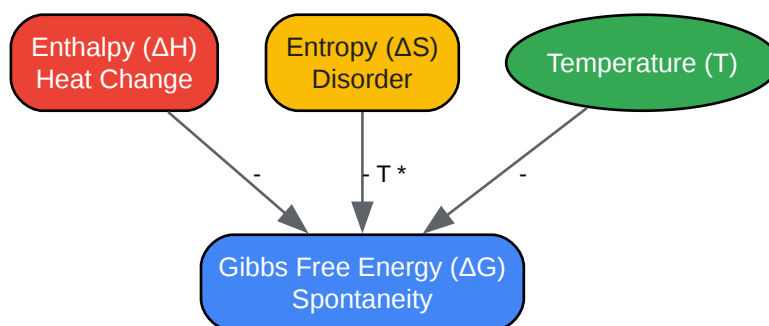 Enthalpy (ΔH)
Heat Change
Entropy (ΔS)
Disorder
Temperature (T)
-
- T *
-
Gibbs Free Energy (ΔG)
Spontaneity